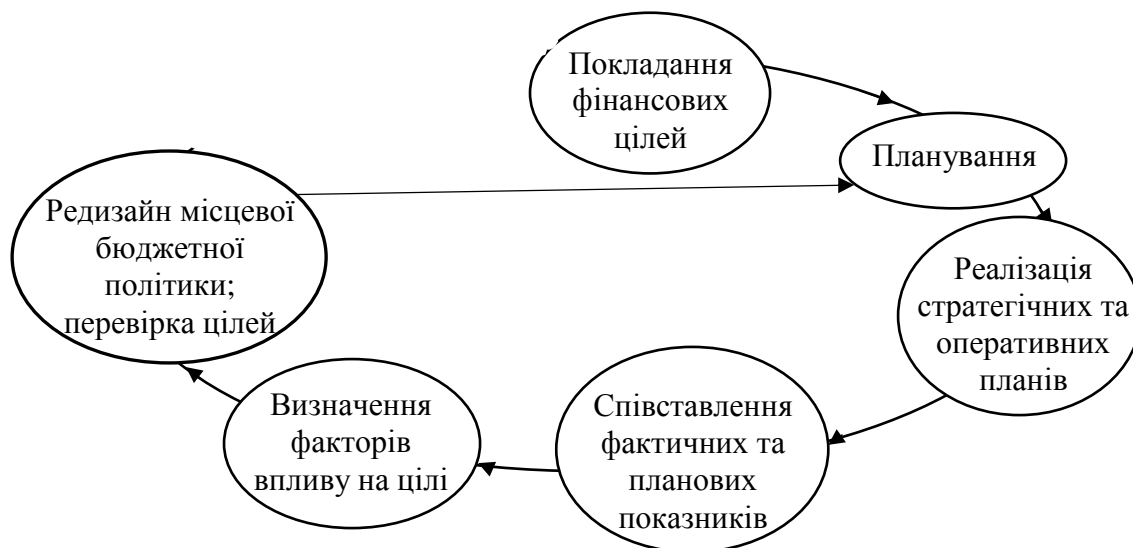 Покладання
фінансових
цілей
Планування
Реалізація
стратегічних та
оперативних
планів
Співставлення
фактичних та
планових
показників
Визначення
факторів
впливу на цілі
Редизайн місцевої
бюджетної
політики;
перевірка цілей